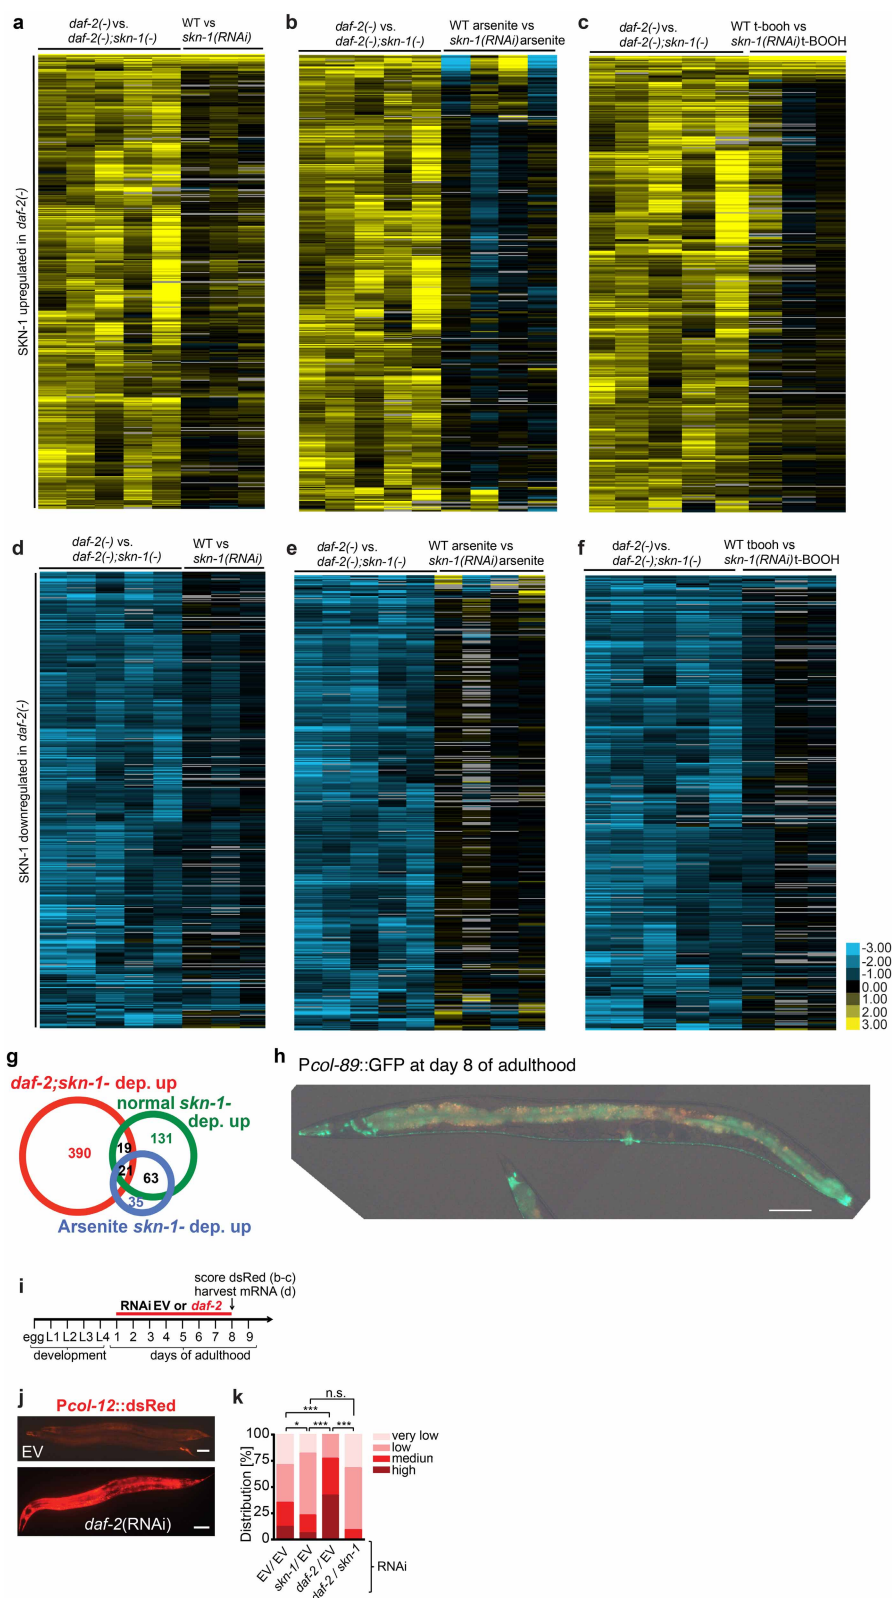 a
daf-2(-) vs.
daf-2(-);skn-1(-)
WT vs
skn-1(RNAi)
b
daf-2(-) vs.
daf-2(-);skn-1(-)
WT arsenite vs
skn-1(RNAi) arsenite
c
daf-2(-) vs.
daf-2(-);skn-1(-)
WT t-booh vs
skn-1(RNAi) t-BOOH
SKN-1 upregulated in daf-2(-)
d
daf-2(-) vs.
daf-2(-);skn-1(-)
WT vs
skn-1(RNAi)
e
daf-2(-) vs.
daf-2(-);skn-1(-)
WT arsenite vs
skn-1(RNAi) arsenite
f
daf-2(-) vs.
daf-2(-);skn-1(-)
WT tbooh vs
skn-1(RNAi) t-BOOH
SKN-1 downregulated in daf-2(-)
-3.00
-2.00
-1.00
0.00
1.00
2.00
3.00
g
daf-2;skn-1- dep. up
normal skn-1-
dep. up
390
19
131
21
63
35
Arsenite skn-1- dep. up
h
Pcol-89::GFP at day 8 of adulthood
i
score dsRed (b-c)
harvest mRNA (d)
RNAi EV or daf-2
egg L1 L2 L3 L4 1 2 3 4 5 6 7 8 9
development
days of adulthood
j
Pcol-12::dsRed
EV
daf-2(RNAi)
k
n.s.
***
* *** ***
very low
low
mediun
high
Distribution [%]
100
75
50
25
0
EV/EV
skn-1/EV
daf-2/EV
daf-2/skn-1
RNAi